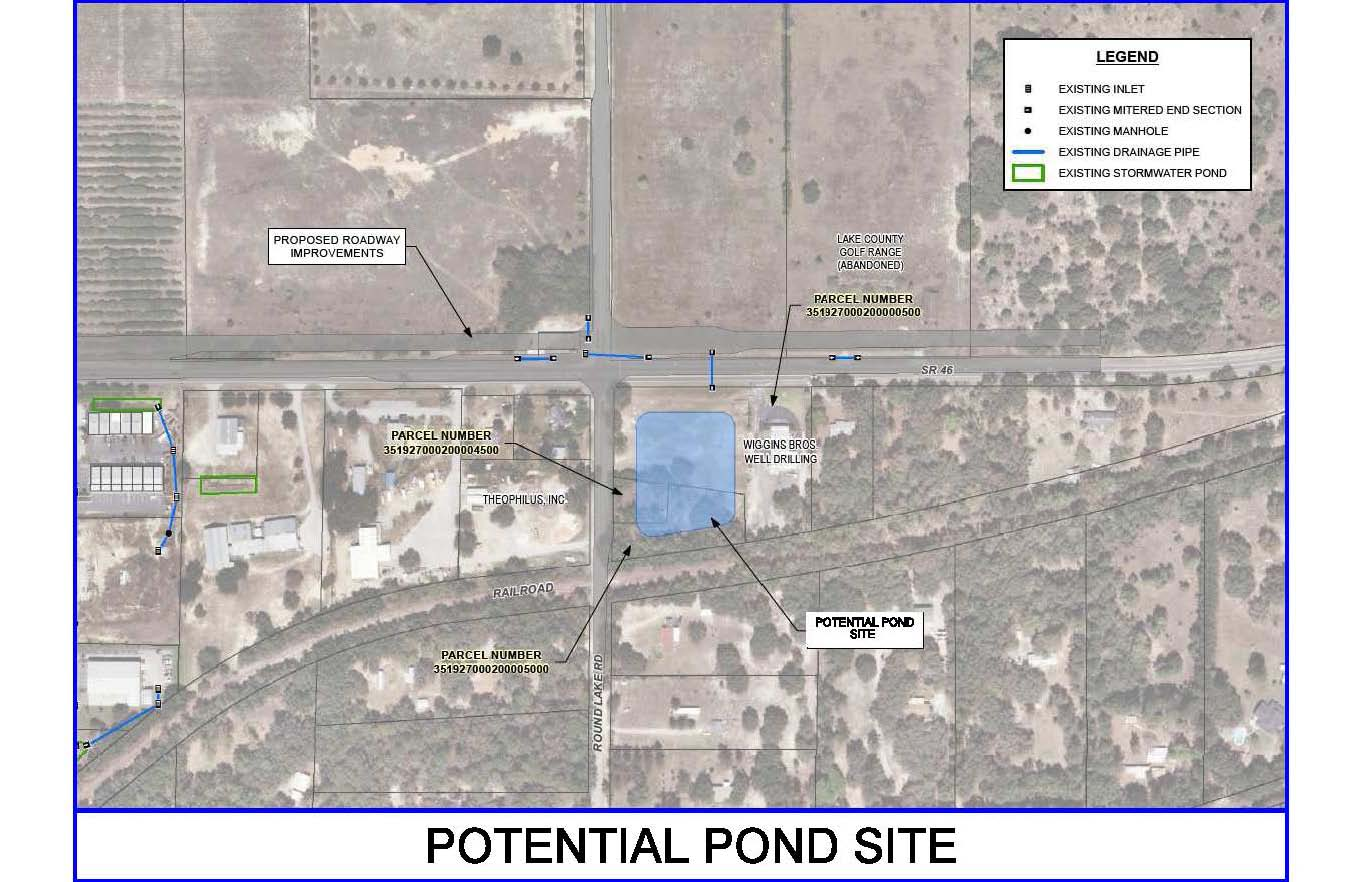 LEGEND
EXISTING INLET
EXISTING MITERED END SECTION
EXISTING MANHOLE
EXISTING DRAINAGE PIPE
EXISTING STORMWATER POND
PROPOSED ROADWAY
IMPROVEMENTS
LAKE COUNTY
GOLF RANGE
(ABANDONED)
PARCEL NUMBER
351927000200000500
SR 46
PARCEL NUMBER
351927000200004500
WIGGINS BROS
WELL DRILLING
THEOPHILUS, INC.
RAILROAD
POTENTIAL POND
SITE
PARCEL NUMBER
351927000200005000
ROUND LAKE RD
POTENTIAL POND SITE